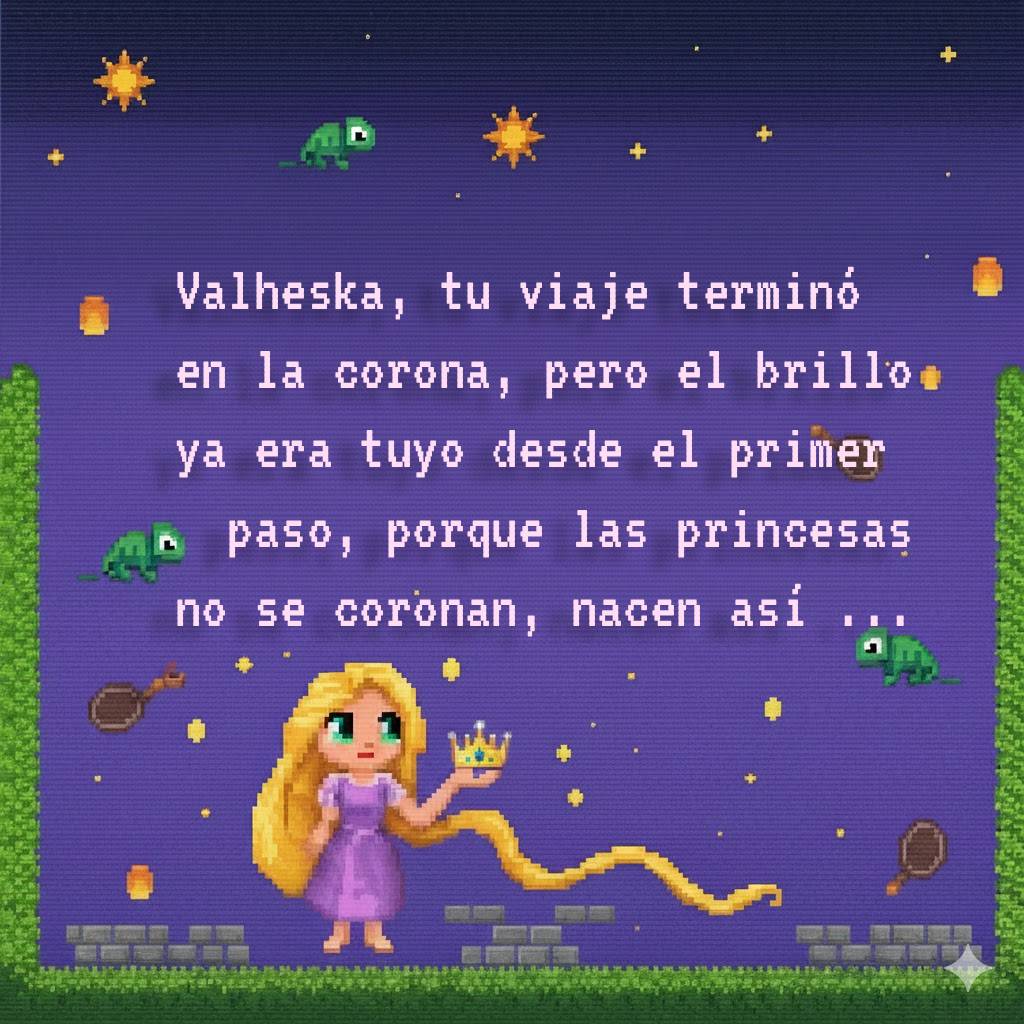 Valheska, tu viaje terminó
en la corona, pero el brillo
ya era tuyo desde el primer
paso, porque las princesas
no se coronan, nacen así ...